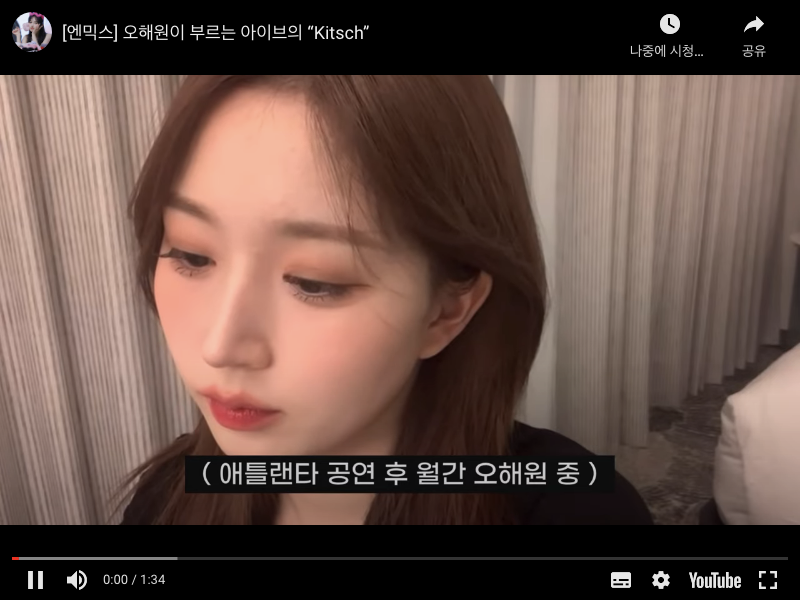 [엔믹스] 오해원이 부르는 아이브의 “Kitsch”
나중에 시청...
공유
( 애틀랜타 공연 후 월간 오해원 중 )
0:00 / 1:34
YouTube